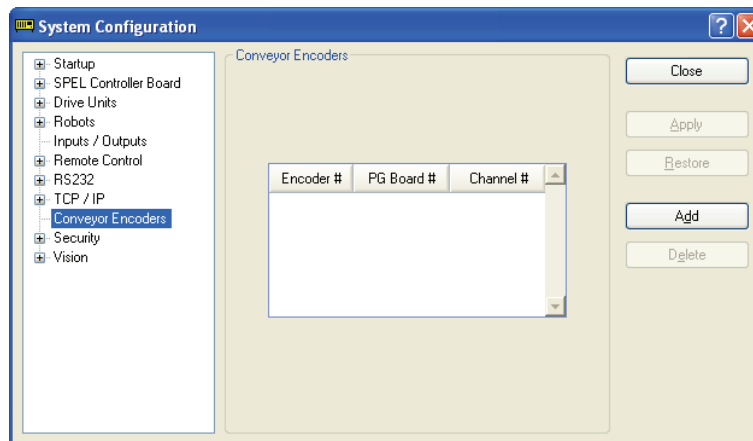 System Configuration
Startup
SPEL Controller Board
Drive Units
Robots
Inputs / Outputs
Remote Control
RS232
TCP / IP
Conveyor Encoders
Security
Vision
Conveyor Encoders
Encoder # PG Board # Channel #
Close
Apply
Restore
Add
Delete